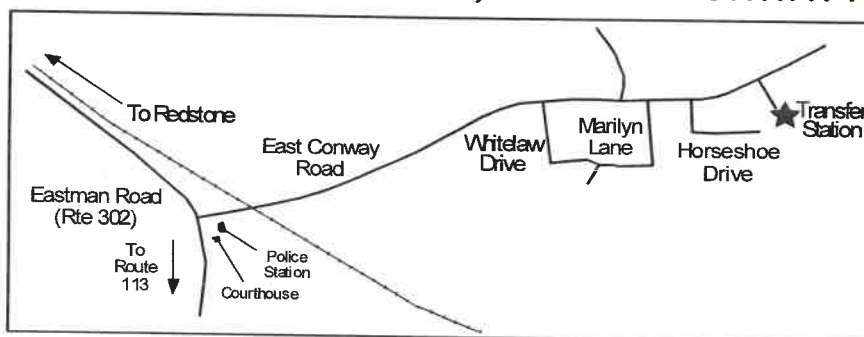 To Redstone
East Conway
Road
Whitelaw
Drive
Marilyn
Lane
Horseshoe
Drive
Transfer
Station
Eastman Road
(Rte 302)
To
Route
113
Police
Station
Courthouse